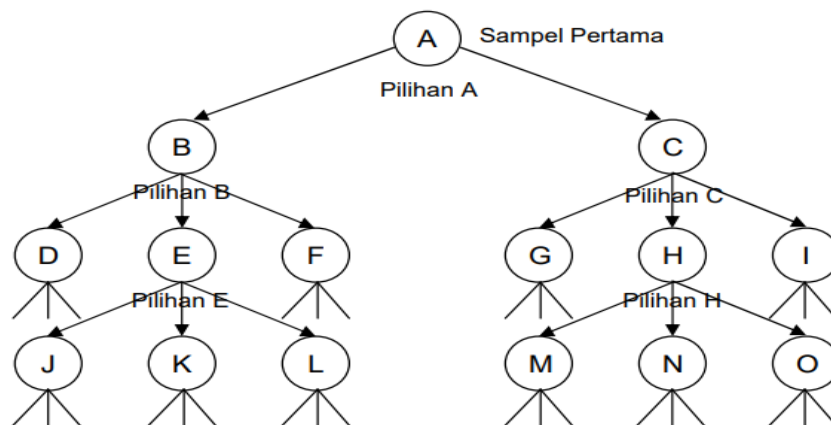 A Sampel Pertama
Pilihan A
B C
Pilihan B Pilihan C
D E F G H I
Pilihan E Pilihan H
J K L M N O